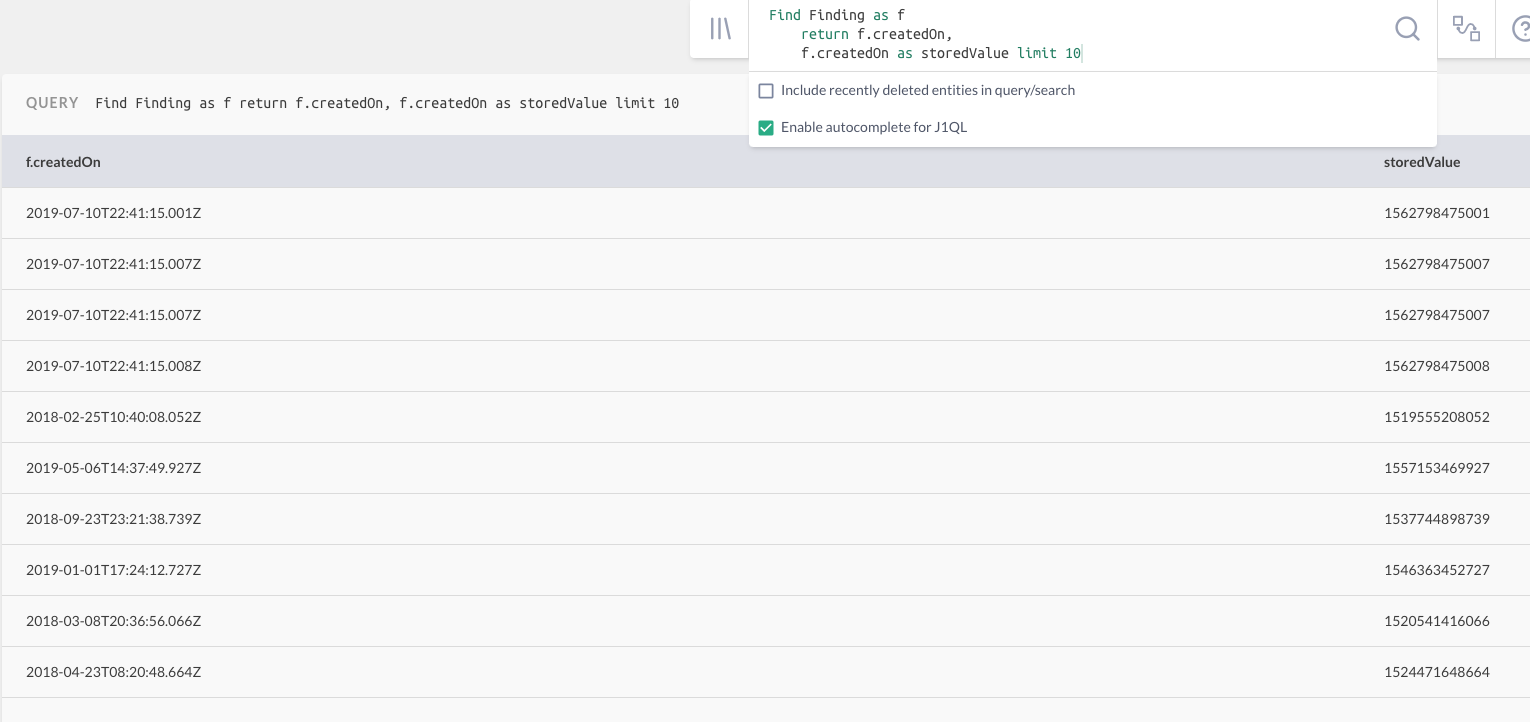 Find Finding as f
return f.createdOn,
f.createdOn as storedValue limit 10
Include recently deleted entities in query/search
Enable autocomplete for J1QL
QUERY Find Finding as f return f.createdOn, f.createdOn as storedValue limit 10
f.createdOn storedValue
2019-07-10T22:41:15.001Z 1562798475001
2019-07-10T22:41:15.007Z 1562798475007
2019-07-10T22:41:15.007Z 1562798475007
2019-07-10T22:41:15.008Z 1562798475008
2018-02-25T10:40:08.052Z 1519555208052
2019-05-06T14:37:49.927Z 1557153469927
2018-09-23T23:21:38.739Z 1537744898739
2019-01-01T17:24:12.727Z 1546363452727
2018-03-08T20:36:56.066Z 1520541416066
2018-04-23T08:20:48.664Z 1524471648664